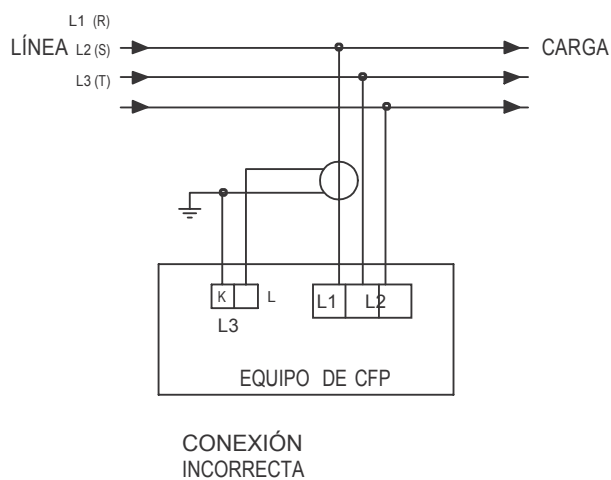 L1 (R)
LÍNEA L2 (S) CARGA
L3 (T)
K L L1 L2
L3
EQUIPO DE CFP
CONEXIÓN
INCORRECTA